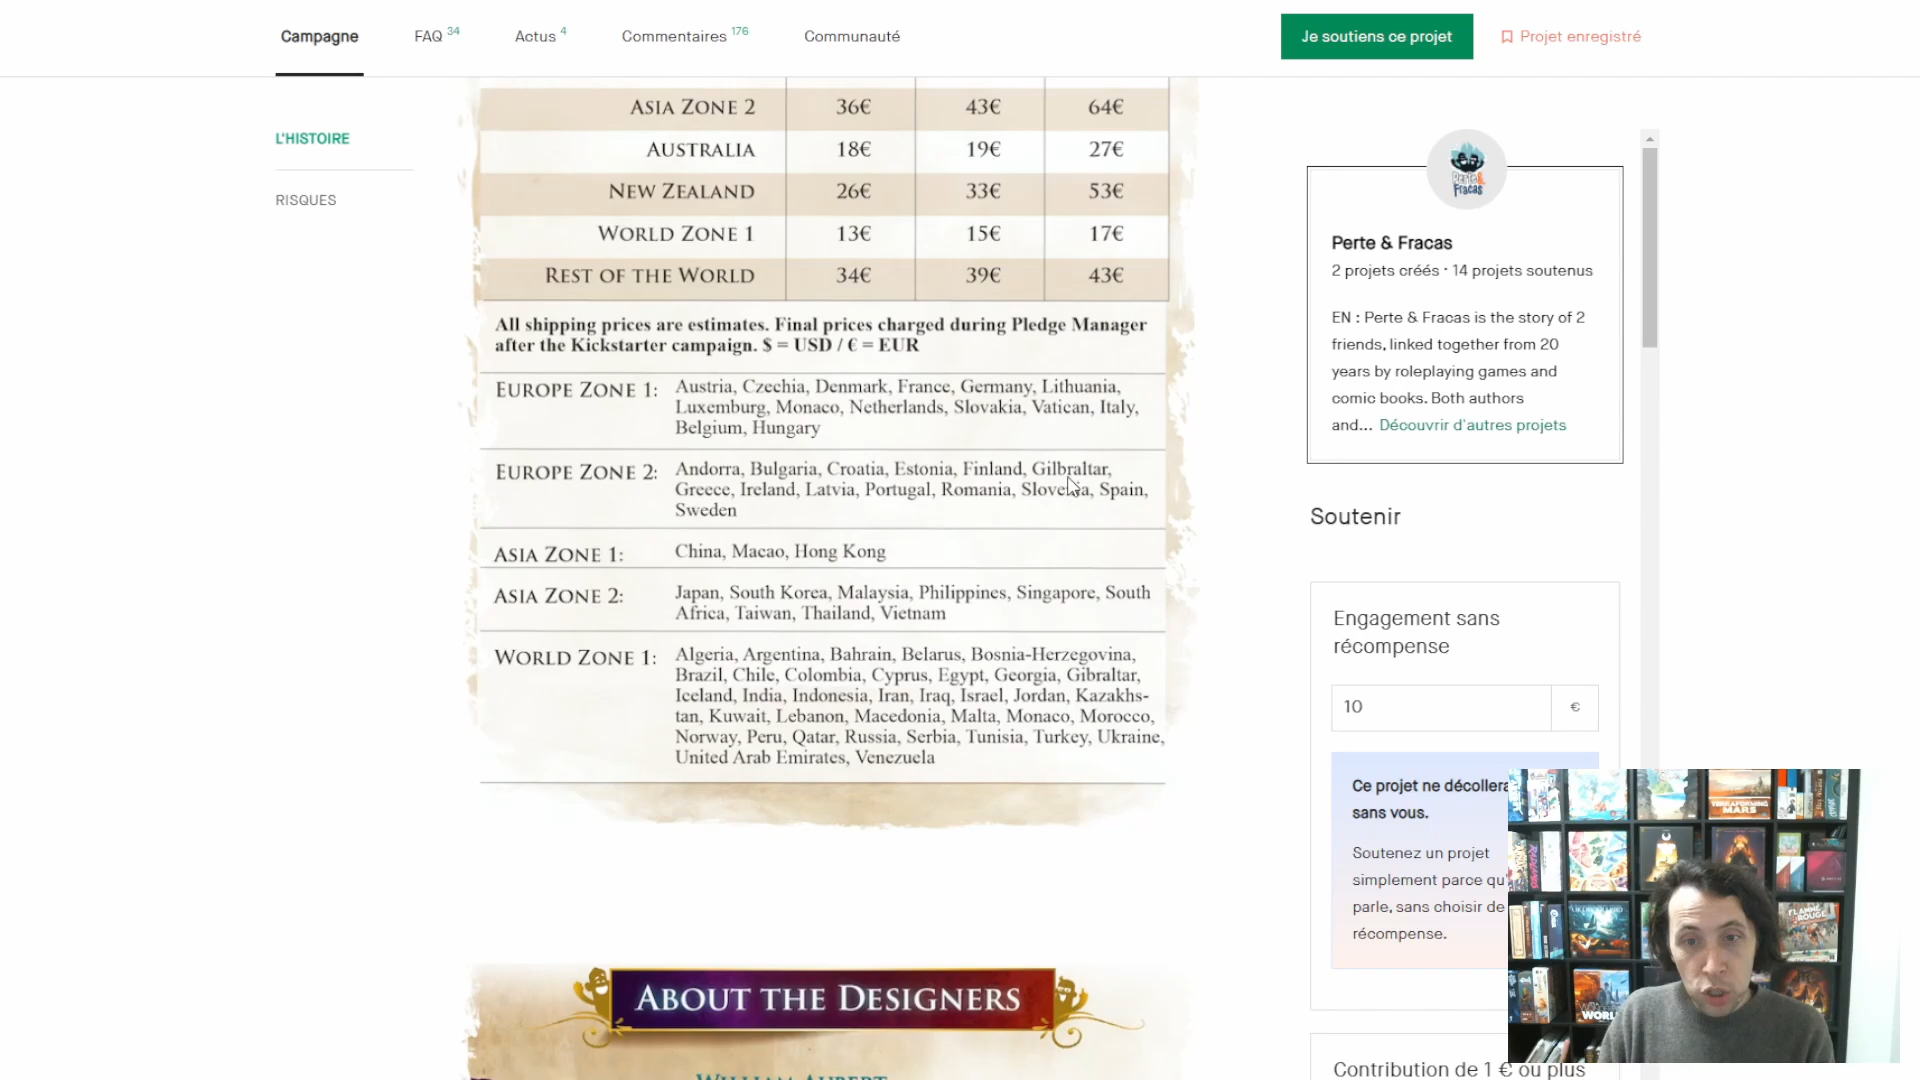 Campagne
FAQ 34
Actus 4
Commentaires 176
Communauté
Je soutiens ce projet
Projet enregistré
L'HISTOIRE
RISQUES
ASIA ZONE 2 36€ 43€ 64€
AUSTRALIA 18€ 19€ 27€
NEW ZEALAND 26€ 33€ 53€
WORLD ZONE 1 13€ 15€ 17€
REST OF THE WORLD 34€ 39€ 43€
All shipping prices are estimates. Final prices charged during Pledge Manager
after the Kickstarter campaign. $ = USD / € = EUR
EUROPE ZONE 1: Austria, Czechia, Denmark, France, Germany, Lithuania,
Luxemburg, Monaco, Netherlands, Slovakia, Vatican, Italy,
Belgium, Hungary
EUROPE ZONE 2: Andorra, Bulgaria, Croatia, Estonia, Finland, Gilbraltar,
Greece, Ireland, Latvia, Portugal, Romania, Slovenia, Spain,
Sweden
ASIA ZONE 1: China, Macao, Hong Kong
ASIA ZONE 2: Japan, South Korea, Malaysia, Philippines, Singapore, South
Africa, Taiwan, Thailand, Vietnam
WORLD ZONE 1: Algeria, Argentina, Bahrain, Belarus, Bosnia-Herzegovina,
Brazil, Chile, Colombia, Cyprus, Egypt, Georgia, Gibraltar,
Iceland, India, Indonesia, Iran, Iraq, Israel, Jordan, Kazakhs-
tan, Kuwait, Lebanon, Macedonia, Malta, Monaco, Morocco,
Norway, Peru, Qatar, Russia, Serbia, Tunisia, Turkey, Ukraine,
United Arab Emirates, Venezuela
ABOUT THE DESIGNERS
WILLIAM AUBERT
Perte &
Fracas
Perte & Fracas
2 projets créés · 14 projets soutenus
EN : Perte & Fracas is the story of 2
friends, linked together from 20
years by roleplaying games and
comic books. Both authors
and... Découvrir d'autres projets
Soutenir
Engagement sans
récompense
10 €
Ce projet ne décollera
sans vous.
Soutenez un projet
simplement parce qu
parle, sans choisir de
récompense.
Contribution de 1 € ou plus
TERRAFORMING
MARS
FLAMME
ROUGE
WORL